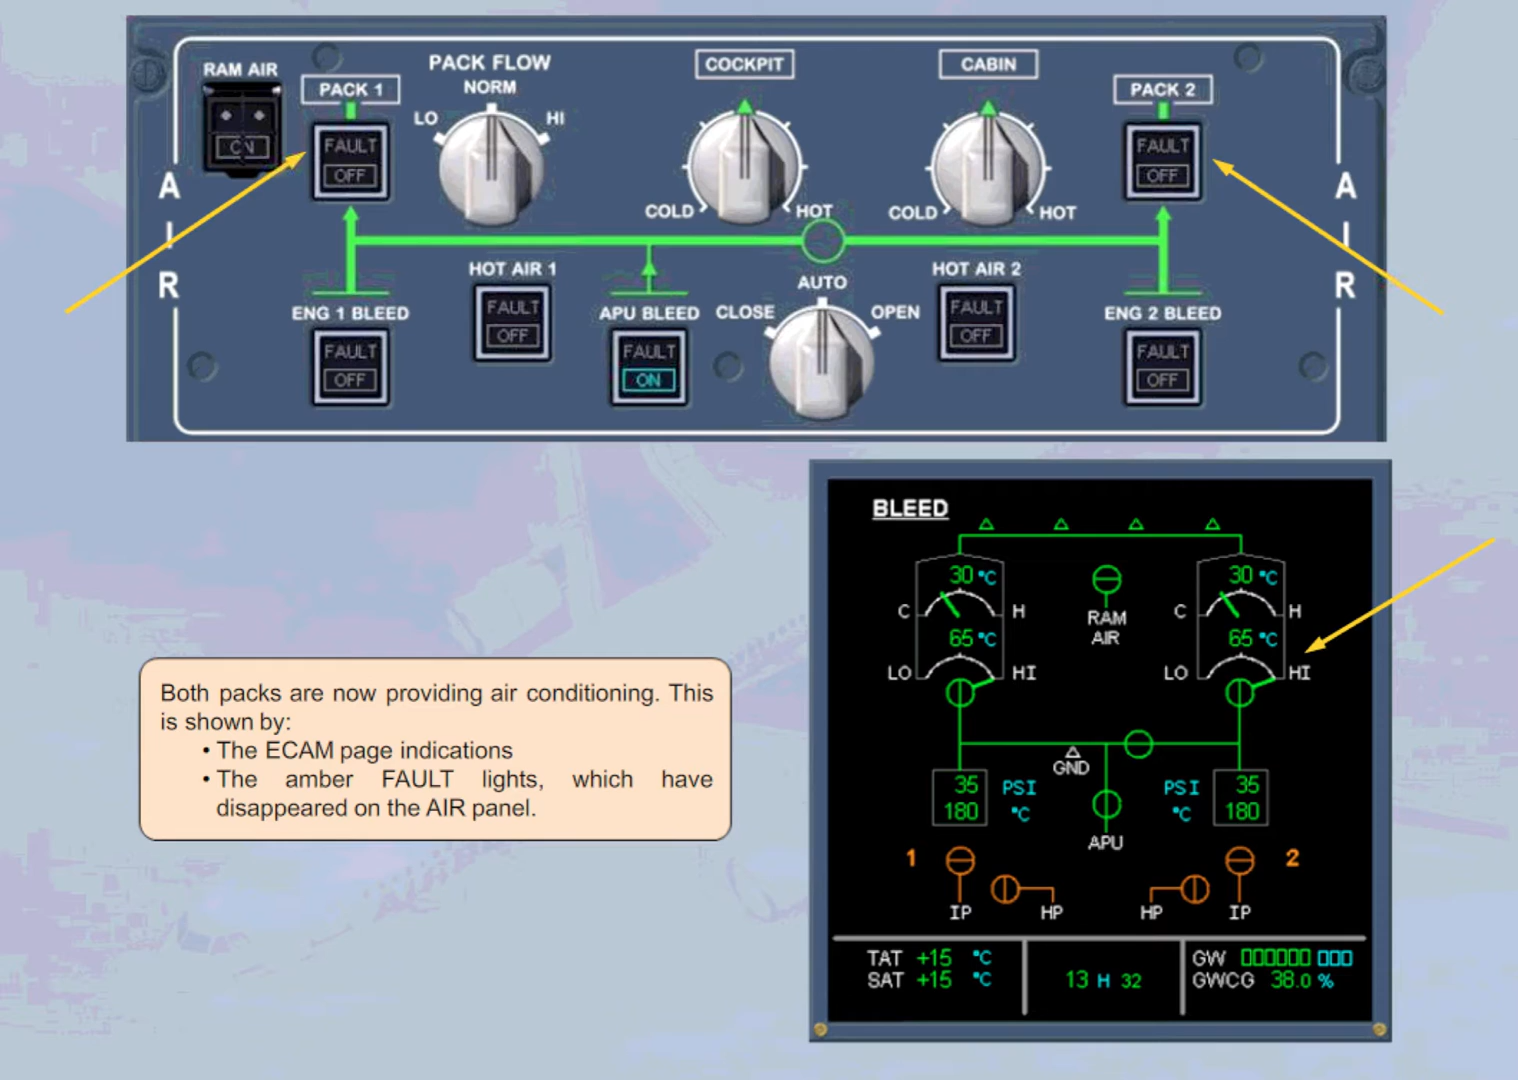 RAM AIR
ON
PACK 1
FAULT
OFF
PACK FLOW
LO NORM HI
COCKPIT
COLD HOT
CABIN
COLD HOT
PACK 2
FAULT
OFF
A
I
R
A
I
R
ENG 1 BLEED
FAULT
OFF
HOT AIR 1
FAULT
OFF
APU BLEED
FAULT
ON
AUTO
CLOSE OPEN
HOT AIR 2
FAULT
OFF
ENG 2 BLEED
FAULT
OFF
Both packs are now providing air conditioning. This
is shown by:
• The ECAM page indications
• The amber FAULT lights, which have
disappeared on the AIR panel.
BLEED
30 °C 30 °C
C H RAM C H
AIR
65 °C 65 °C
LO HI LO HI
GND
35 PSI PSI 35
180 °C °C 180
APU
1 2
IP HP HP IP
TAT +15 °C
SAT +15 °C
13 H 32
GW
GWCG 38.0 %